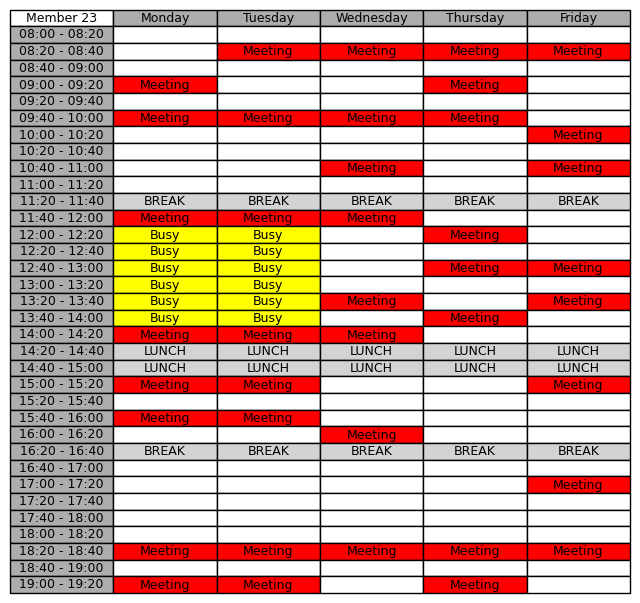 Member 23 Monday Tuesday Wednesday Thursday Friday
08:00 - 08:20
08:20 - 08:40 Meeting Meeting Meeting Meeting
08:40 - 09:00
09:00 - 09:20 Meeting Meeting
09:20 - 09:40
09:40 - 10:00 Meeting Meeting Meeting Meeting
10:00 - 10:20 Meeting
10:20 - 10:40
10:40 - 11:00 Meeting Meeting
11:00 - 11:20
11:20 - 11:40 BREAK BREAK BREAK BREAK BREAK
11:40 - 12:00 Meeting Meeting Meeting
12:00 - 12:20 Busy Busy Meeting
12:20 - 12:40 Busy Busy
12:40 - 13:00 Busy Busy Meeting Meeting
13:00 - 13:20 Busy Busy
13:20 - 13:40 Busy Busy Meeting Meeting
13:40 - 14:00 Busy Busy Meeting
14:00 - 14:20 Meeting Meeting Meeting
14:20 - 14:40 LUNCH LUNCH LUNCH LUNCH LUNCH
14:40 - 15:00 LUNCH LUNCH LUNCH LUNCH LUNCH
15:00 - 15:20 Meeting Meeting Meeting
15:20 - 15:40
15:40 - 16:00 Meeting Meeting
16:00 - 16:20 Meeting
16:20 - 16:40 BREAK BREAK BREAK BREAK BREAK
16:40 - 17:00
17:00 - 17:20 Meeting
17:20 - 17:40
17:40 - 18:00
18:00 - 18:20
18:20 - 18:40 Meeting Meeting Meeting Meeting Meeting
18:40 - 19:00
19:00 - 19:20 Meeting Meeting Meeting